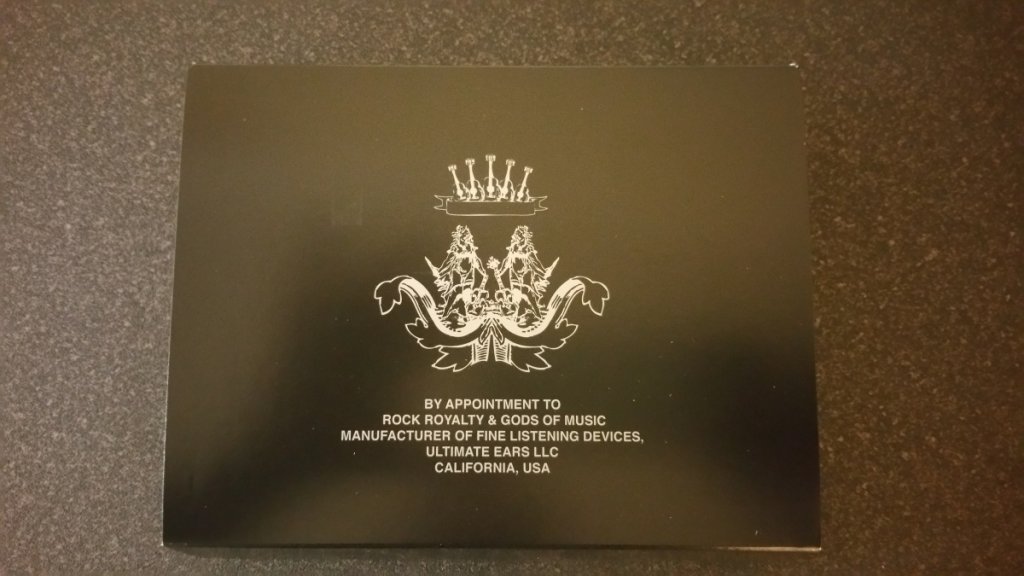 BY APPOINTMENT TO
ROCK ROYALTY & GODS OF MUSIC
MANUFACTURER OF FINE LISTENING DEVICES,
ULTIMATE EARS LLC
CALIFORNIA, USA